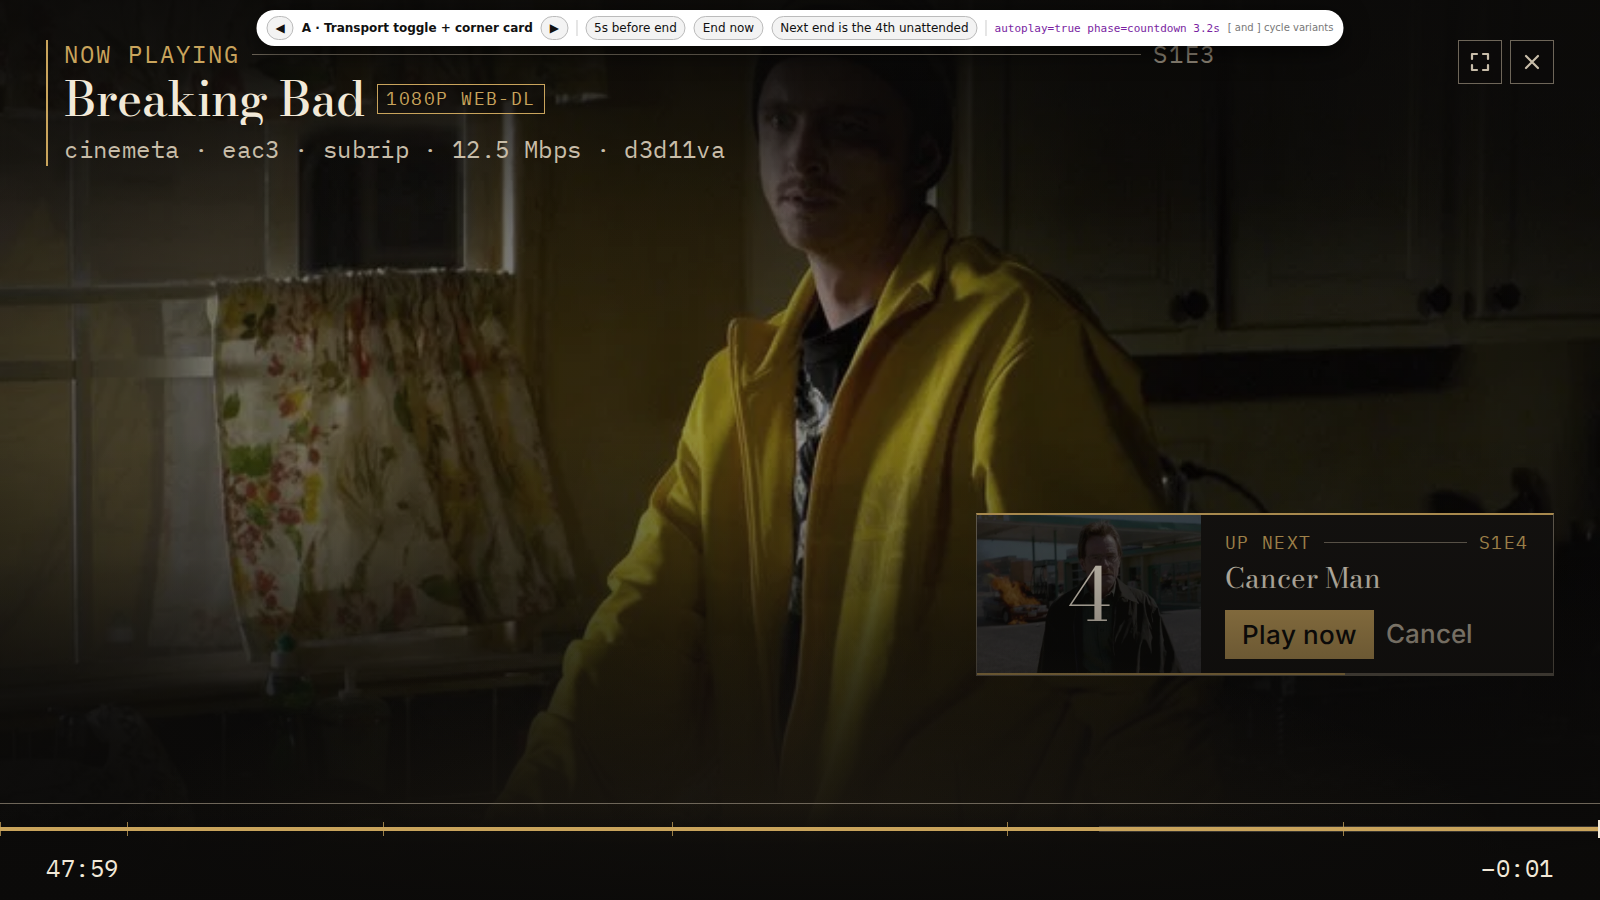 ◀ A · Transport toggle + corner card ▶ 5s before end End now Next end is the 4th unattended autoplay=true phase=countdown 3.2s [ and ] cycle variants
NOW PLAYING S1E3
Breaking Bad 1080P WEB-DL
cinemeta · eac3 · subrip · 12.5 Mbps · d3d11va
4
UP NEXT S1E4
Cancer Man
Play now Cancel
47:59 −0:01